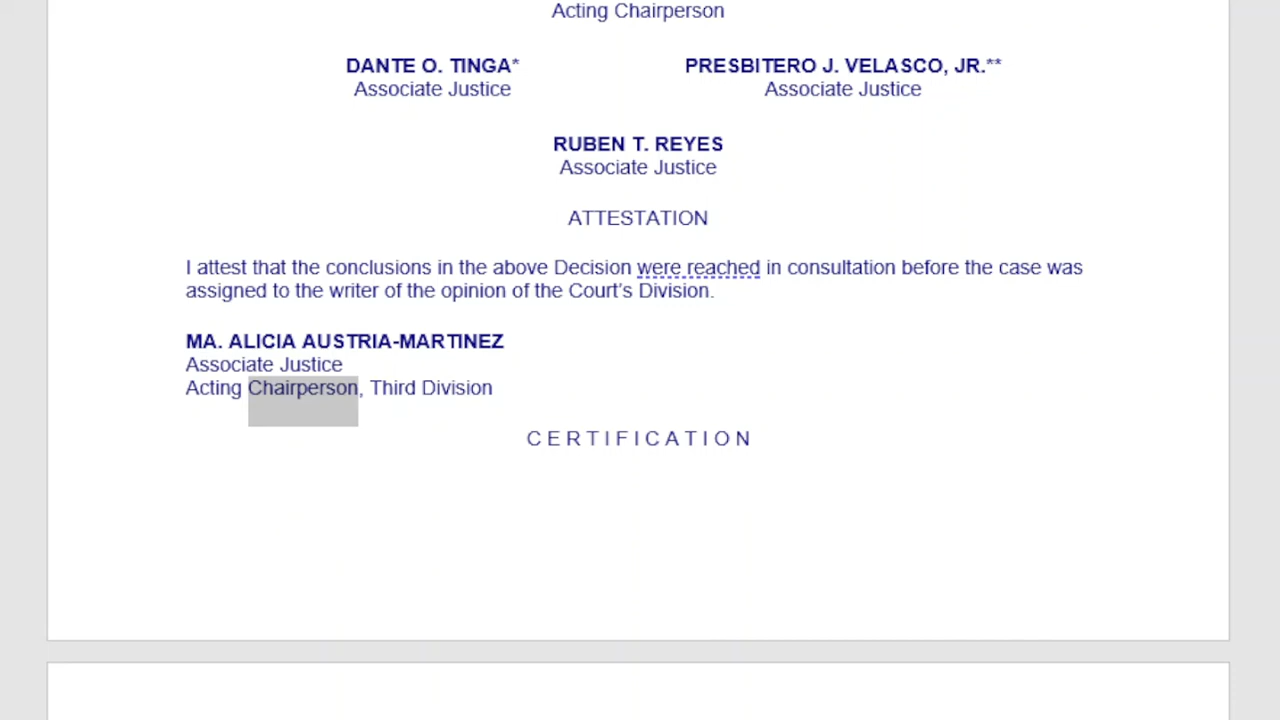 Acting Chairperson
DANTE O. TINGA* PRESBITERO J. VELASCO, JR.**
Associate Justice Associate Justice
RUBEN T. REYES
Associate Justice
ATTESTATION
I attest that the conclusions in the above Decision were reached in consultation before the case was
assigned to the writer of the opinion of the Court’s Division.
MA. ALICIA AUSTRIA-MARTINEZ
Associate Justice
Acting Chairperson, Third Division
C E R T I F I C A T I O N